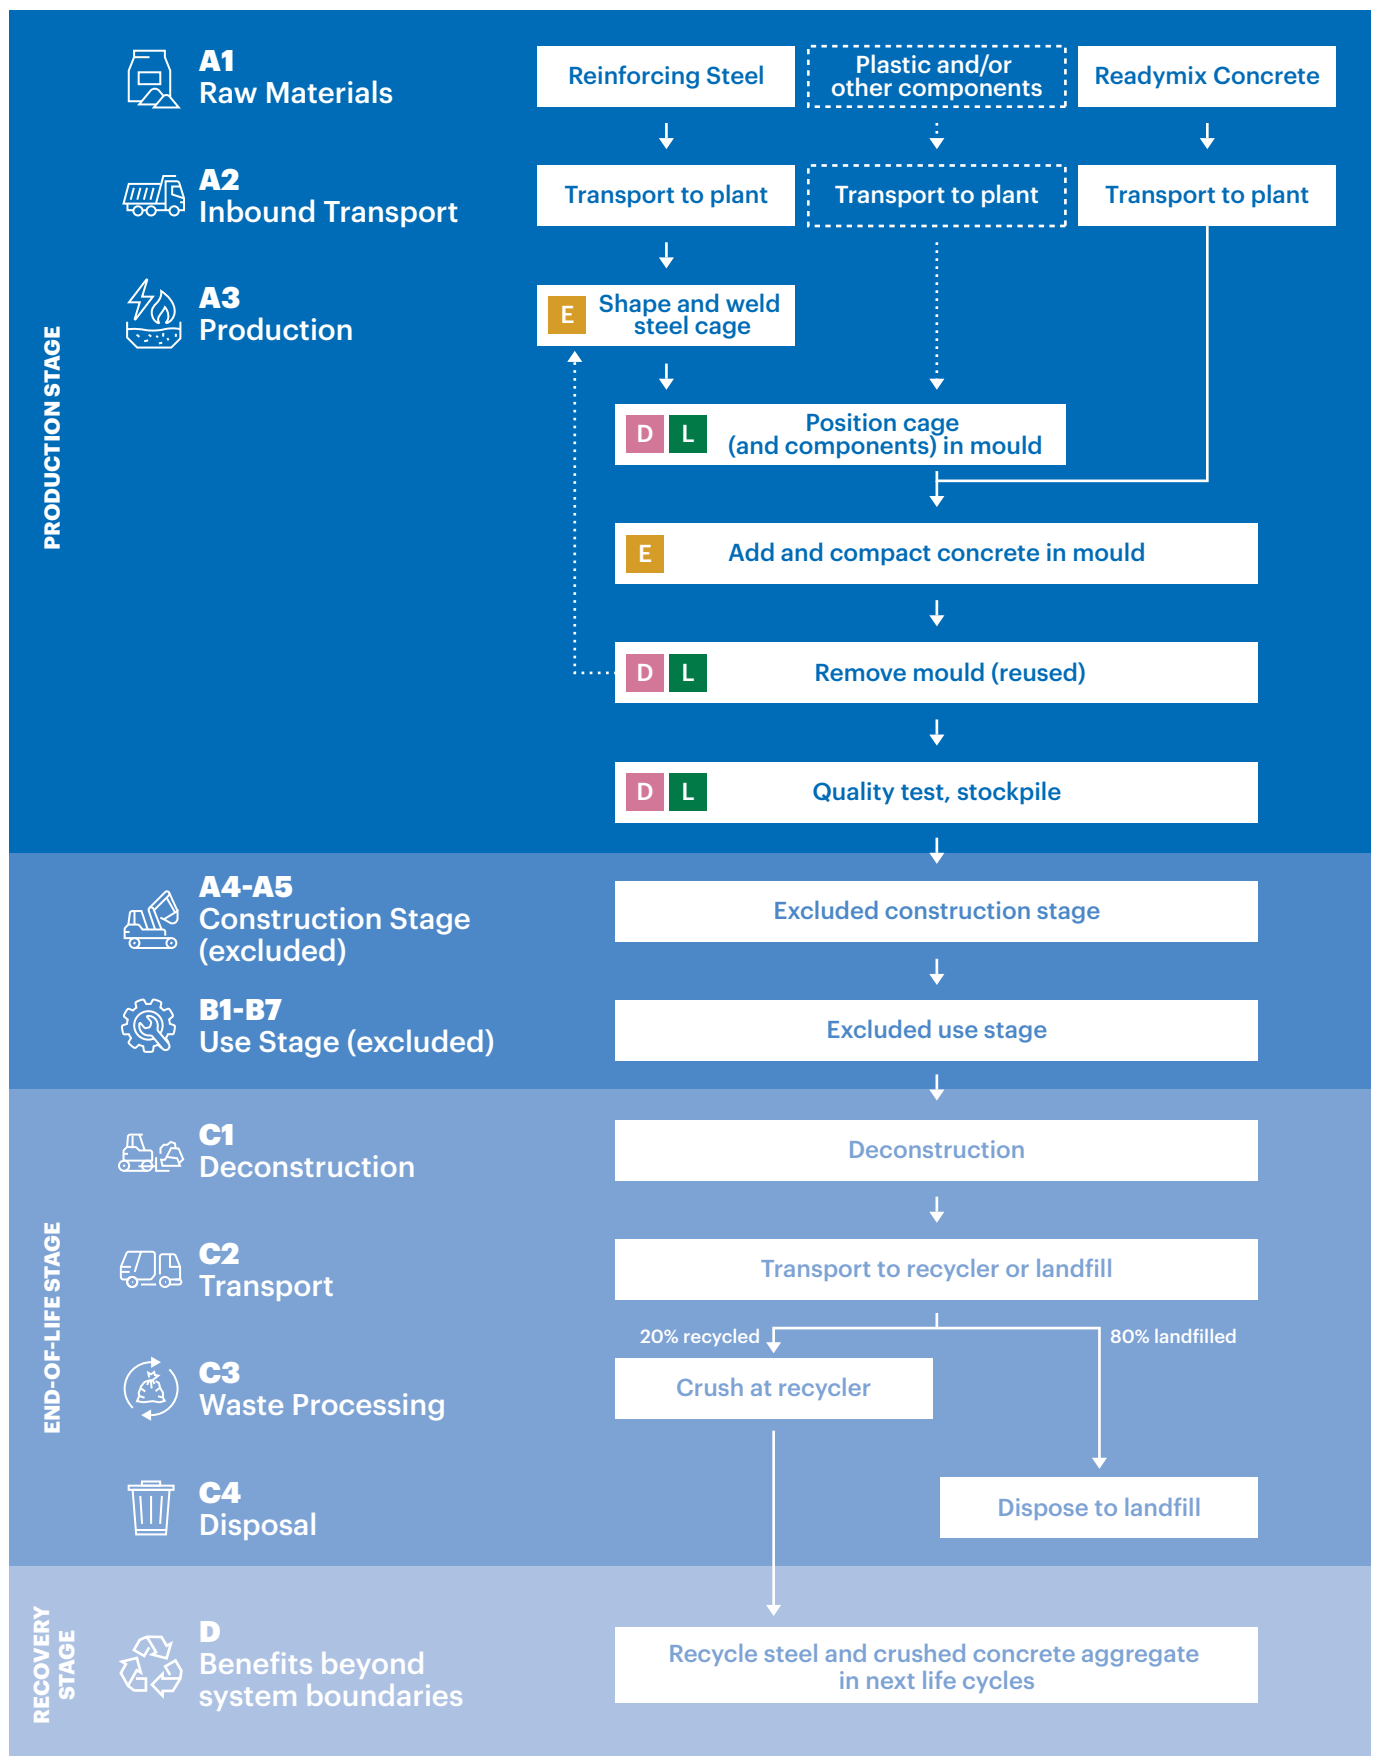 PRODUCTION STAGE
A1
Raw Materials
Reinforcing Steel
Plastic and/or
other components
Readymix Concrete
A2
Inbound Transport
Transport to plant
Transport to plant
Transport to plant
A3
Production
E
Shape and weld
steel cage
D L
Position cage
(and components) in mould
E
Add and compact concrete in mould
D L
Remove mould (reused)
D L
Quality test, stockpile
A4-A5
Construction Stage
(excluded)
Excluded construction stage
B1-B7
Use Stage (excluded)
Excluded use stage
END-OF-LIFE STAGE
C1
Deconstruction
Deconstruction
C2
Transport
Transport to recycler or landfill
20% recycled
80% landfilled
C3
Waste Processing
Crush at recycler
C4
Disposal
Dispose to landfill
RECOVERY
STAGE
D
Benefits beyond
system boundaries
Recycle steel and crushed concrete aggregate
in next life cycles